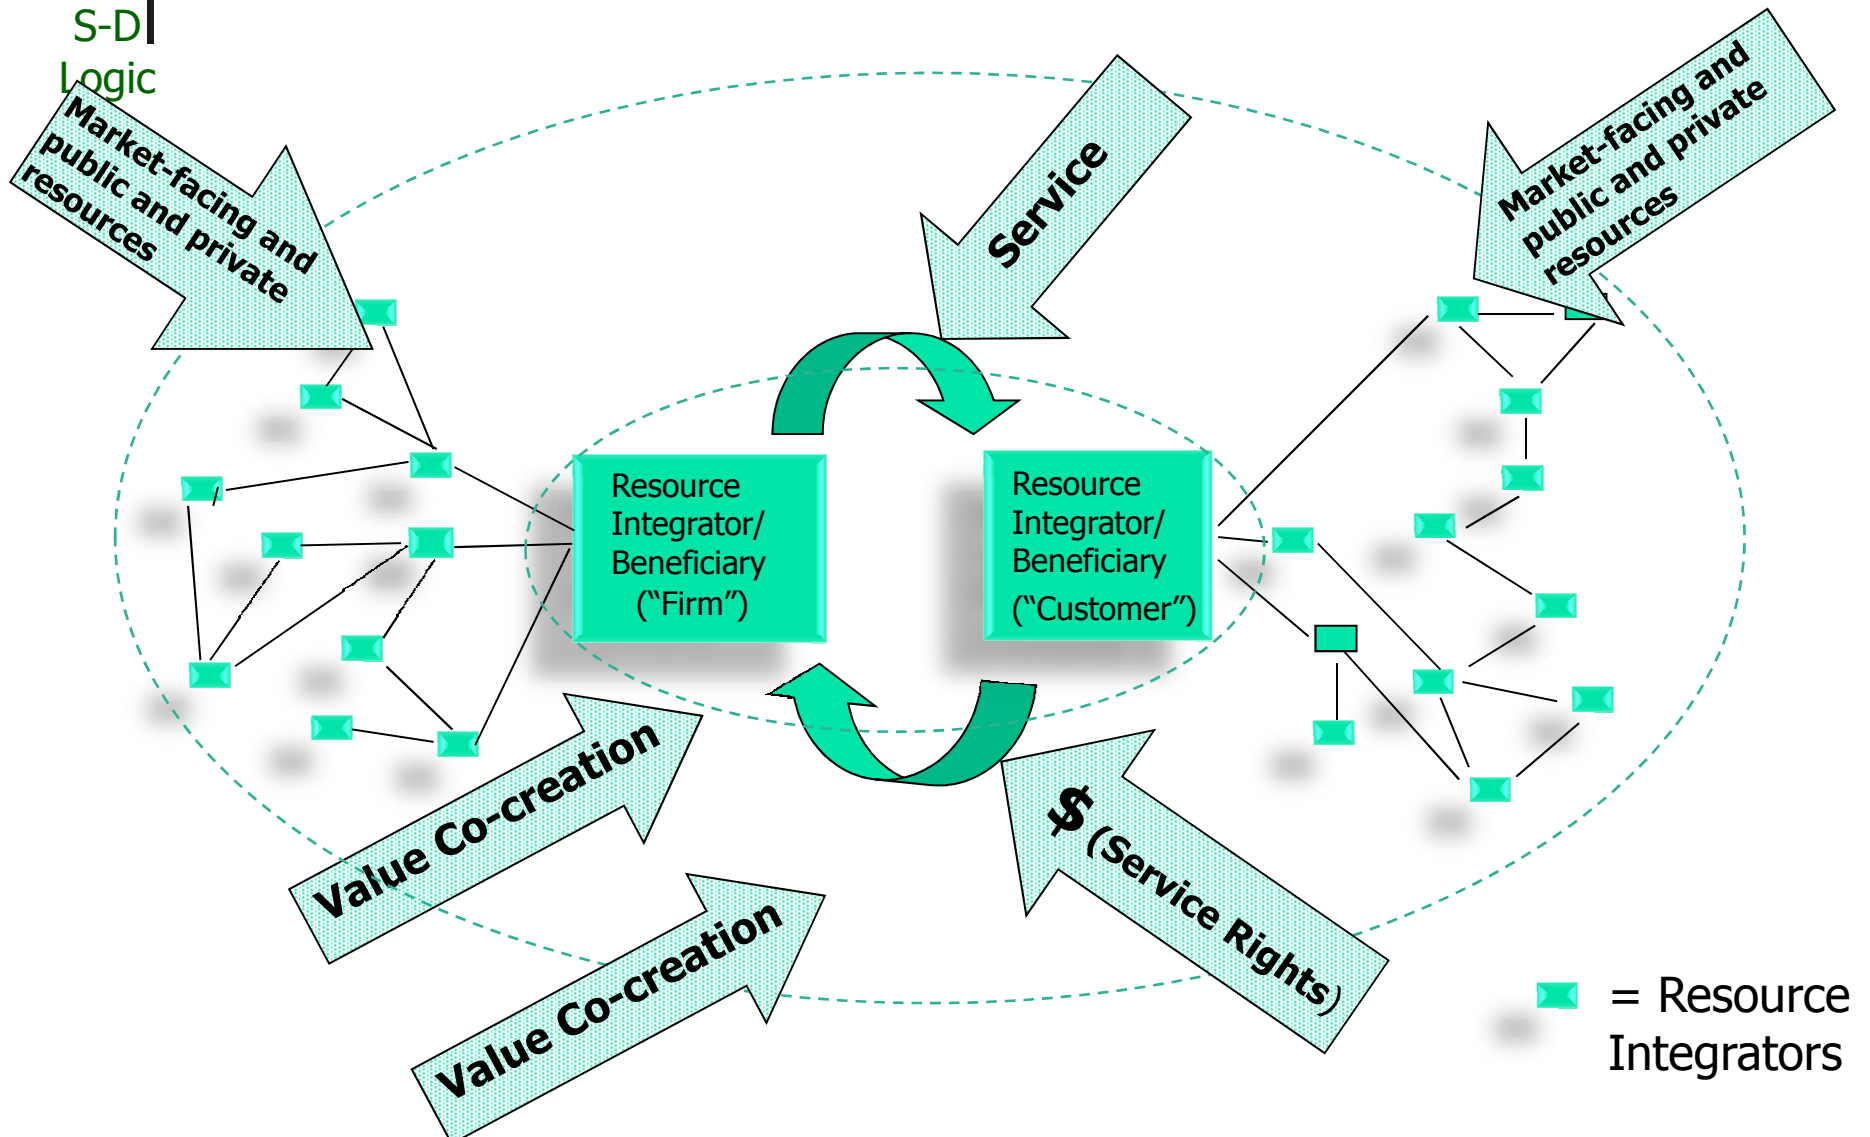 S-D
Logic
Market-facing and
public and private
resources
Service
Market-facing and
public and private
resources
Resource
Integrator/
Beneficiary
(“Firm”)
Resource
Integrator/
Beneficiary
(“Customer”)
Value Co-creation
Value Co-creation
$ (Service Rights)
= Resource
Integrators